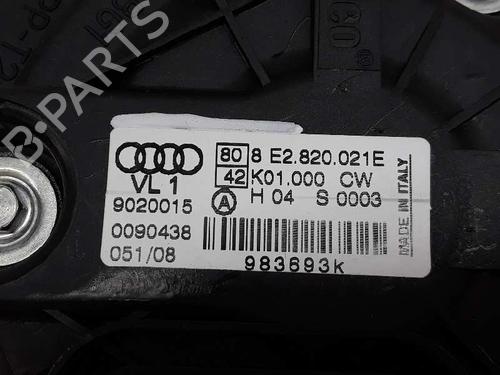 80 8 E2.820.021E
42 K01.000 CW
VL 1
A H 04 S 0003
9020015
0090438
051/08
983693k
MADE IN ITALY
B-PARTS